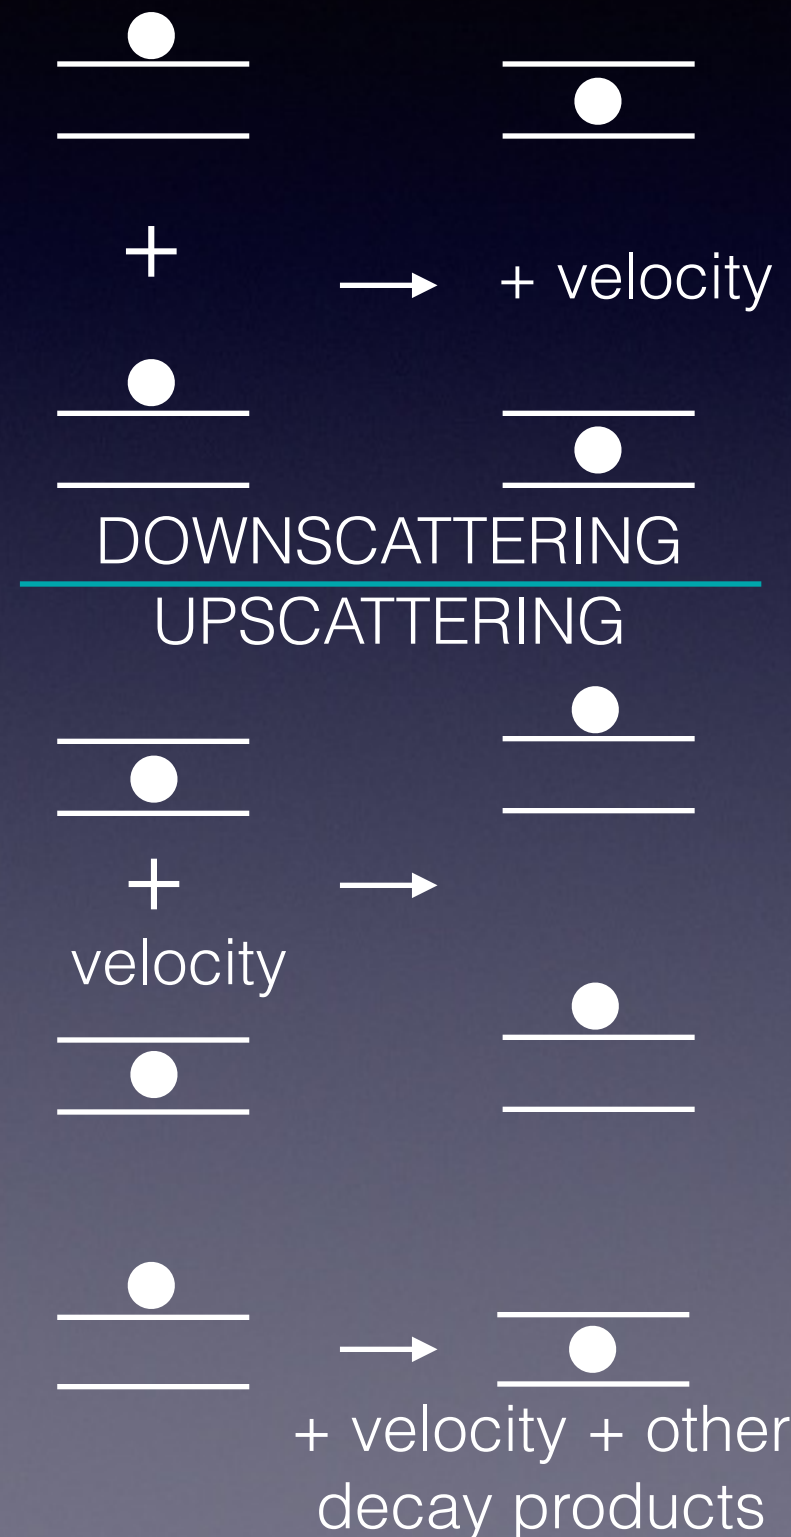 +
+ velocity
DOWNSCATTERING
UPSCATTERING
+
velocity
+ velocity + other
decay products